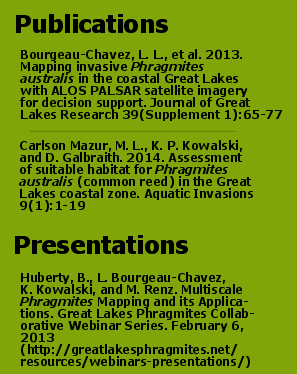 Publications
Bourgeau-Chavez, L. L., et al. 2013.
Mapping invasive Phragmites
australis in the coastal Great Lakes
with ALOS PALSAR satellite imagery
for decision support. Journal of Great
Lakes Research 39(Supplement 1):65-77
Carlson Mazur, M. L., K. P. Kowalski,
and D. Galbraith. 2014. Assessment
of suitable habitat for Phragmites
australis (common reed) in the Great
Lakes coastal zone. Aquatic Invasions
9(1):1-19
Presentations
Huberty, B., L. Bourgeau-Chavez,
K. Kowalski, and M. Renz. Multiscale
Phragmites Mapping and its Applica-
tions. Great Lakes Phragmites Collab-
orative Webinar Series. February 6,
2013
(http://greatlakesphragmites.net/
resources/webinars-presentations/)